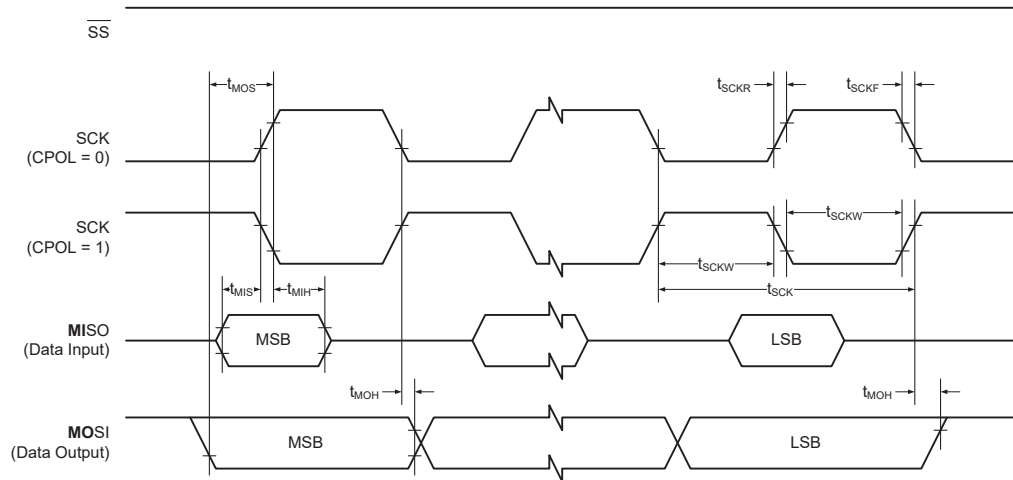 SS
tMOS
tSCKR
tSCKF
SCK
(CPOL = 0)
SCK
(CPOL = 1)
tSCKW
tSCKW
tSCK
tMIS
tMIH
MISO
(Data Input)
MSB
LSB
tMOH
tMOH
MOSI
(Data Output)
MSB
LSB